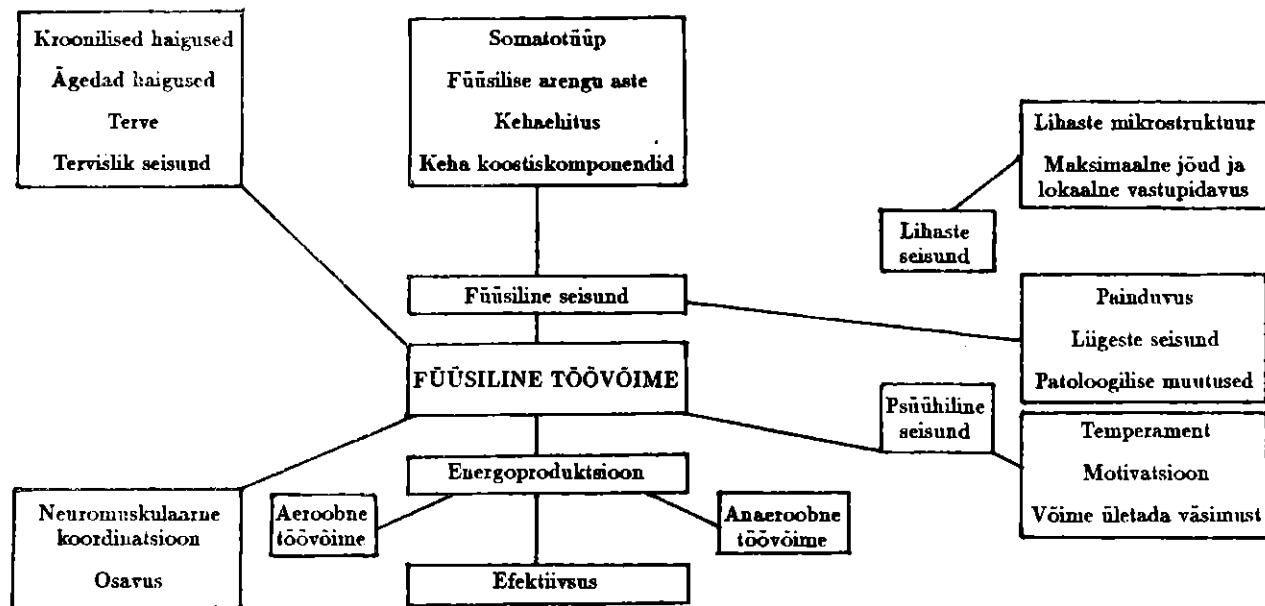 Kroonilised haigused
Ägedad haigused
Terve
Tervislik seisund
Somatotüüp
Füüsilise arengu aste
Kehaehitus
Keha koostiskomponendid
Lihaste mikrostruktuur
Maksimaalne jõud ja
lokaalne vastupidavus
Lihaste
seisund
Füüsiline seisund
Painduvus
Liigeste seisund
Patoloogilise muutused
FÜÜSILINE TÖÖVÕIME
Psüühiline
seisund
Temperament
Motivatsioon
Võime ületada väsimust
Energoproduktsioon
Neuromuskulaarne
koordinatsioon
Osavus
Aeroobne
töövõime
Anaeroobne
töövõime
Efektiivsus